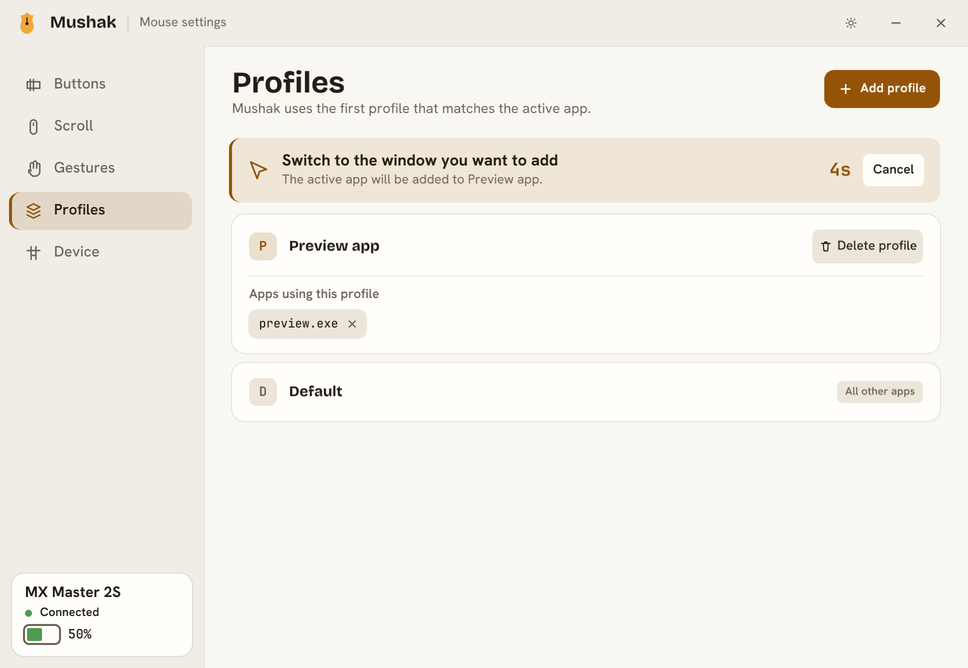 Mushak
Mouse settings
Buttons
Scroll
Gestures
Profiles
Device
MX Master 2S
Connected
50%
Profiles
Mushak uses the first profile that matches the active app.
+ Add profile
Switch to the window you want to add
The active app will be added to Preview app.
4s
Cancel
P
Preview app
Delete profile
Apps using this profile
preview.exe ×
D
Default
All other apps